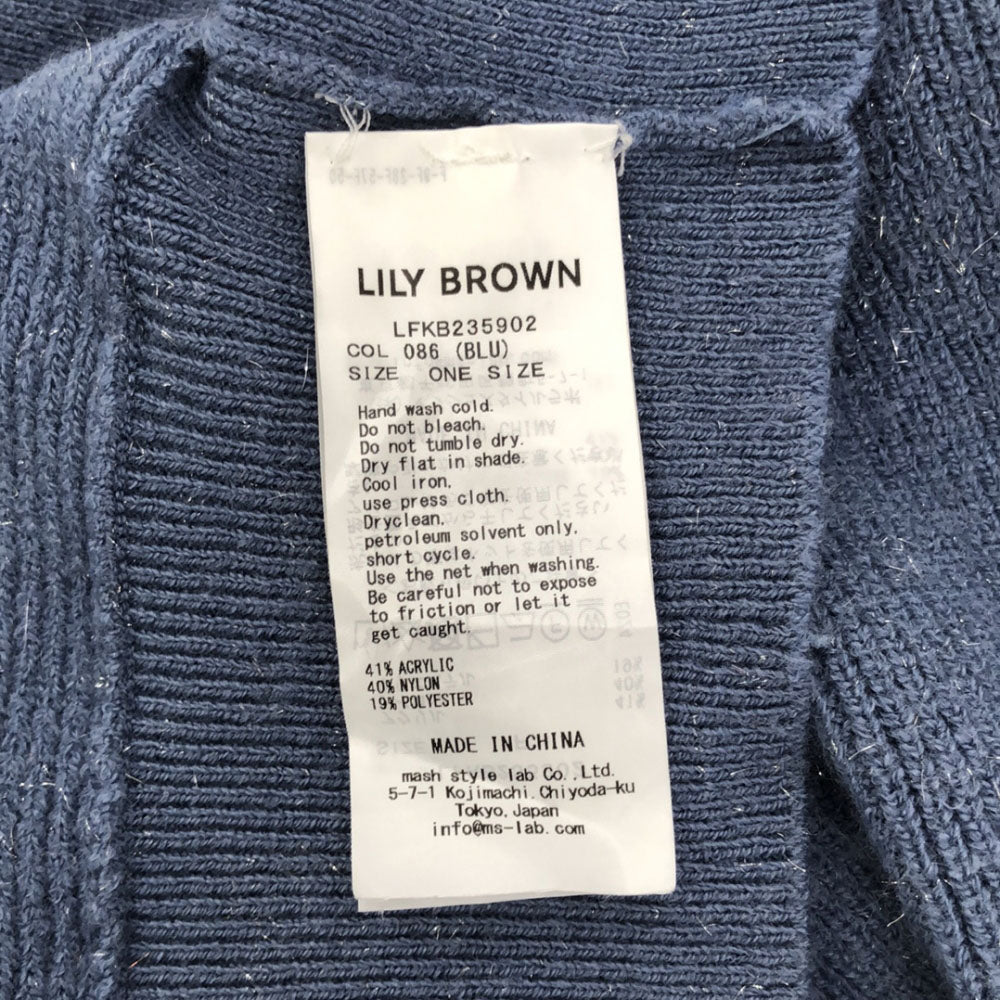 LILY BROWN
LFKB235902
COL 086 (BLU)
SIZE ONE SIZE
Hand wash cold.
Do not bleach.
Do not tumble dry.
Dry flat in shade.
Cool iron,
use press cloth.
Dryclean,
petroleum solvent only,
short cycle.
Use the net when washing.
Be careful not to expose
to friction or let it
get caught.
41% ACRYLIC
40% NYLON
19% POLYESTER
MADE IN CHINA
mash style lab Co.,Ltd.
5-7-1 Kojimachi,Chiyoda-ku
Tokyo,Japan
info@ms-lab.com